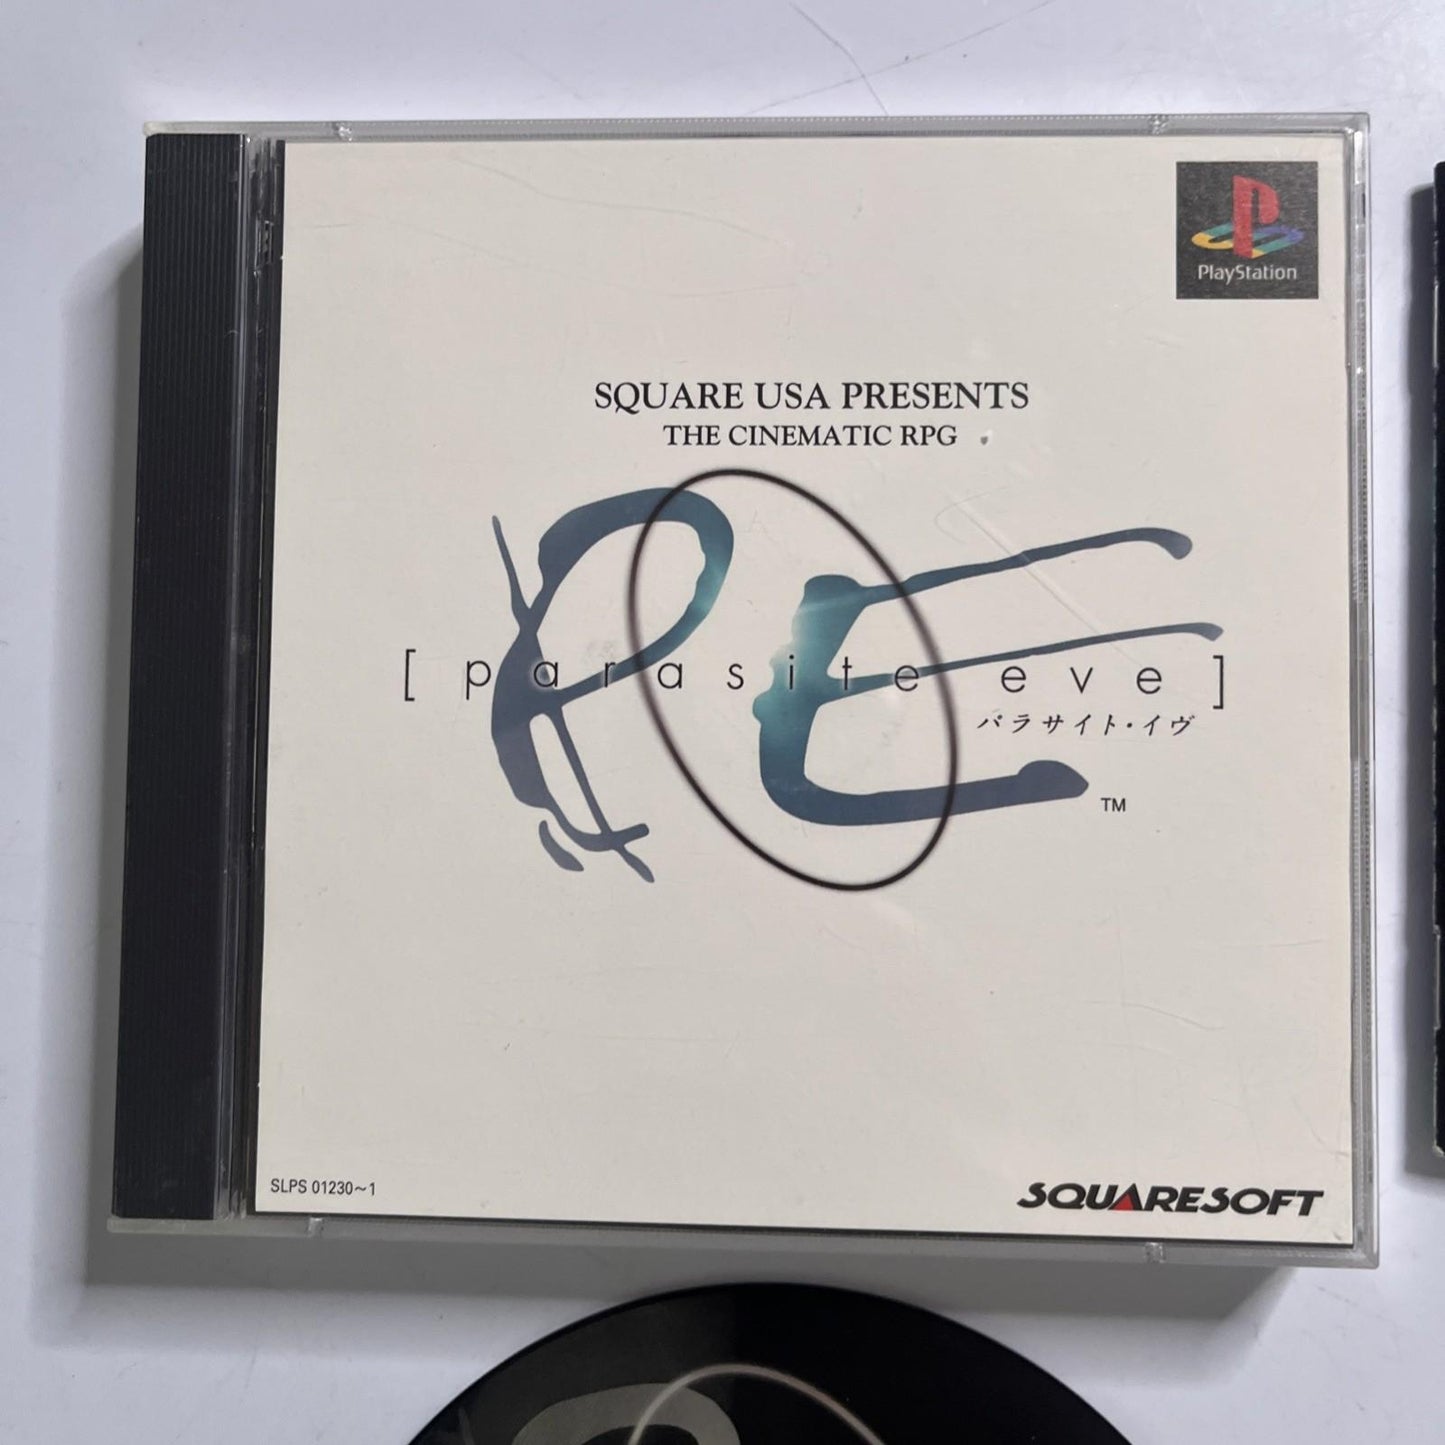 PlayStation
SQUARE USA PRESENTS
THE CINEMATIC RPG
[ parasite eve ]
パラサイト・イヴ
TM
SLPS 01230~1
SQUARESOFT